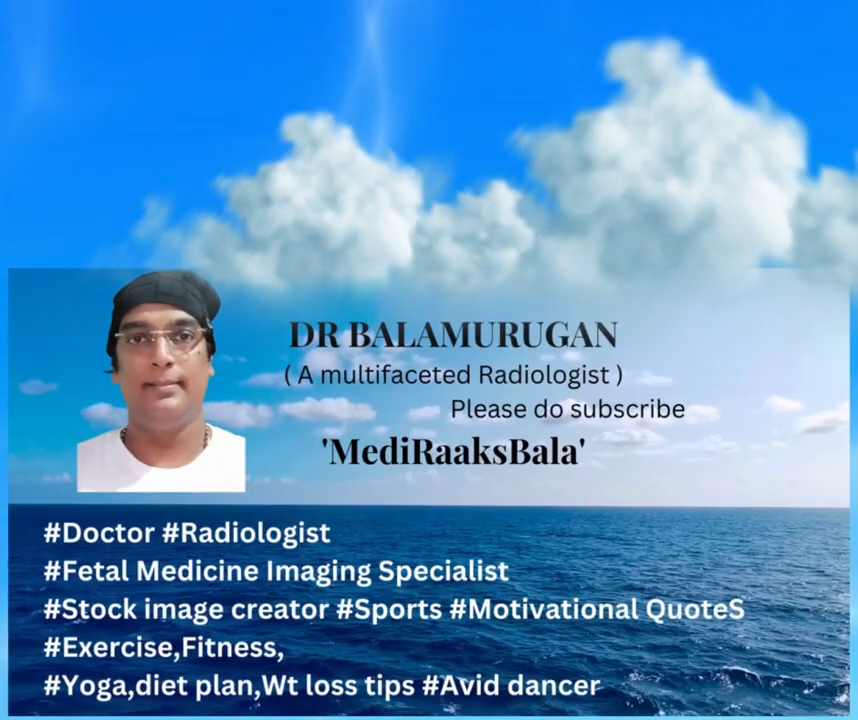 DR BALAMURUGAN
( A multifaceted Radiologist )
Please do subscribe
'MediRaaksBala'
#Doctor #Radiologist
#Fetal Medicine Imaging Specialist
#Stock image creator #Sports #Motivational QuoteS
#Exercise,Fitness,
#Yoga,diet plan,Wt loss tips #Avid dancer